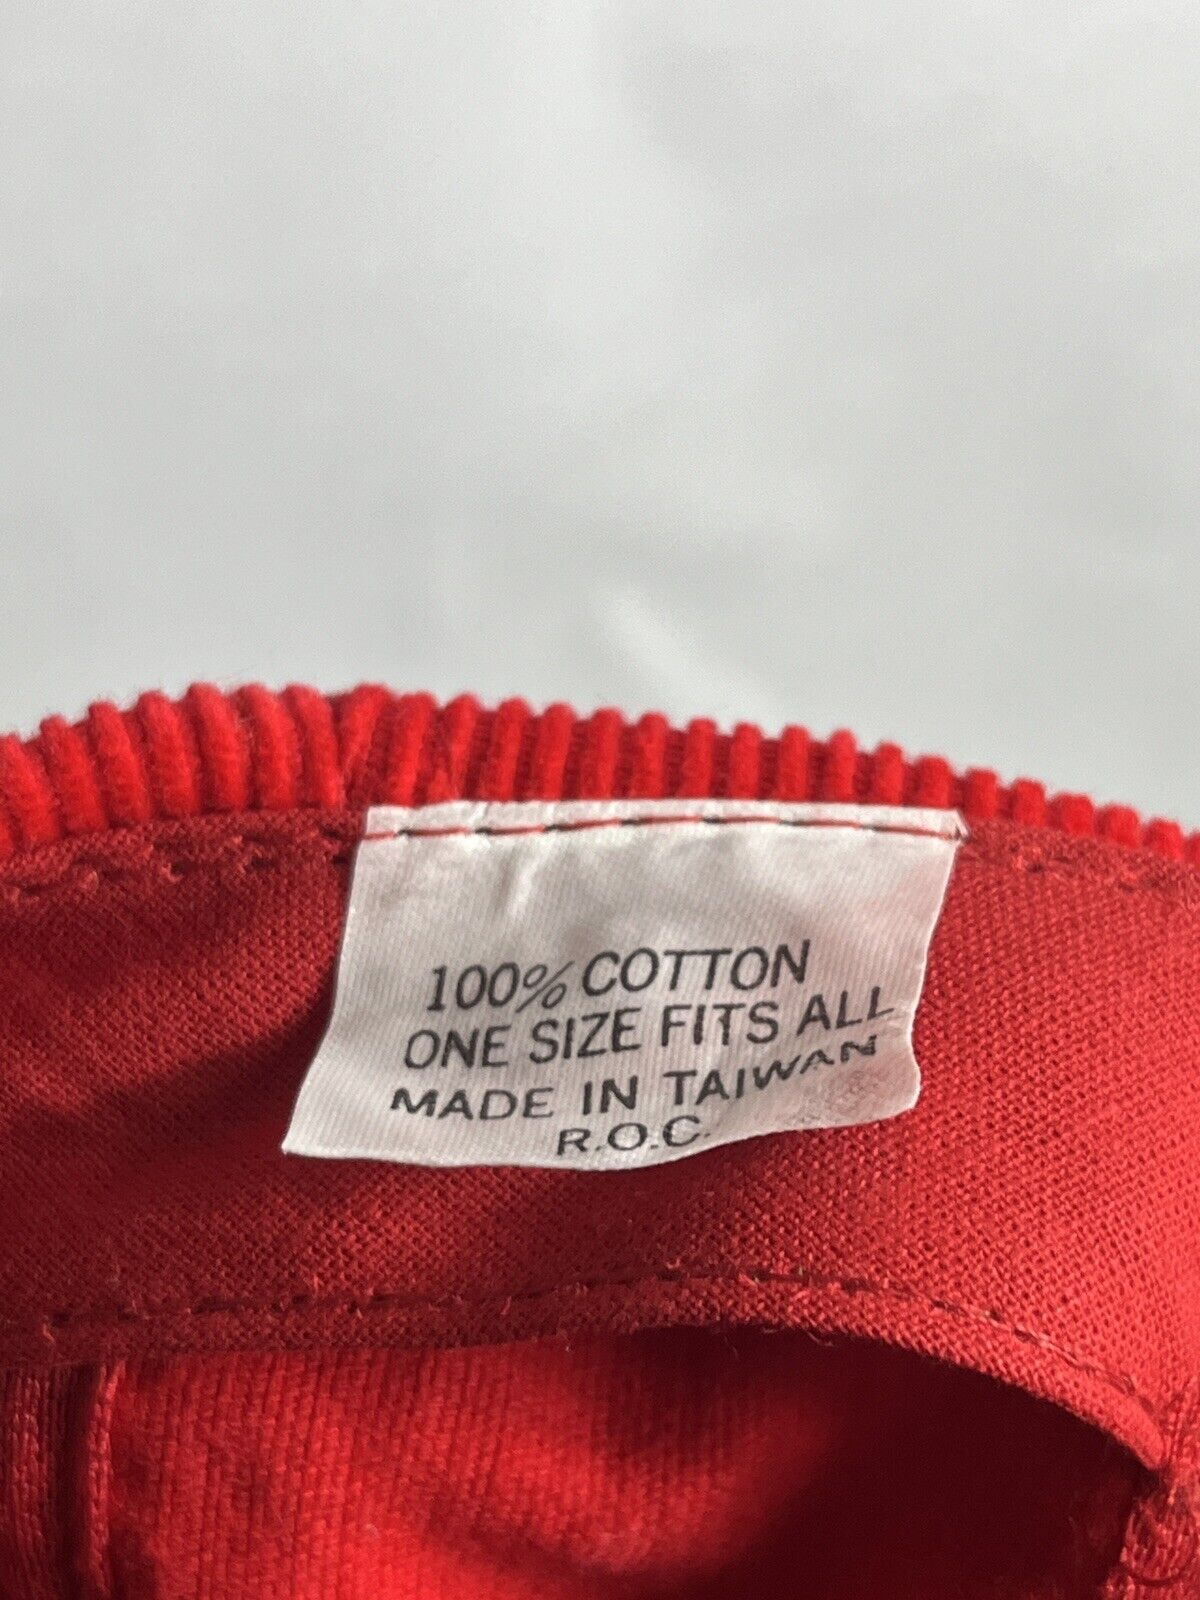 100% COTTON
ONE SIZE FITS ALL
MADE IN TAIWAN
R.O.C.